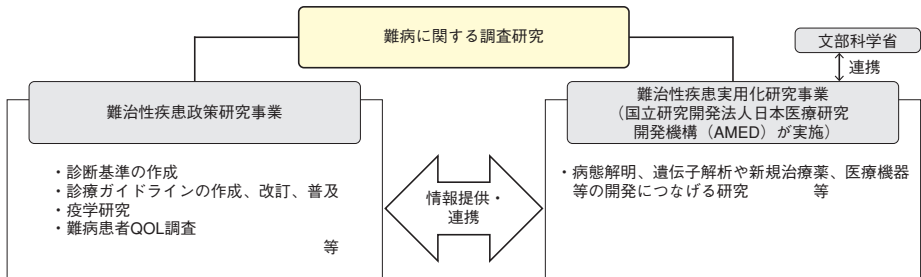 難病に関する調査研究
文部科学省
連携
難治性疾患政策研究事業
難治性疾患実用化研究事業
（国立研究開発法人日本医療研究
開発機構（AMED）が実施）
・診断基準の作成
・診療ガイドラインの作成、改訂、普及
・疫学研究
・難病患者QOL調査
等
情報提供・
連携
・病態解明、遺伝子解析や新規治療薬、医療機器
等の開発につなげる研究　　　　　等